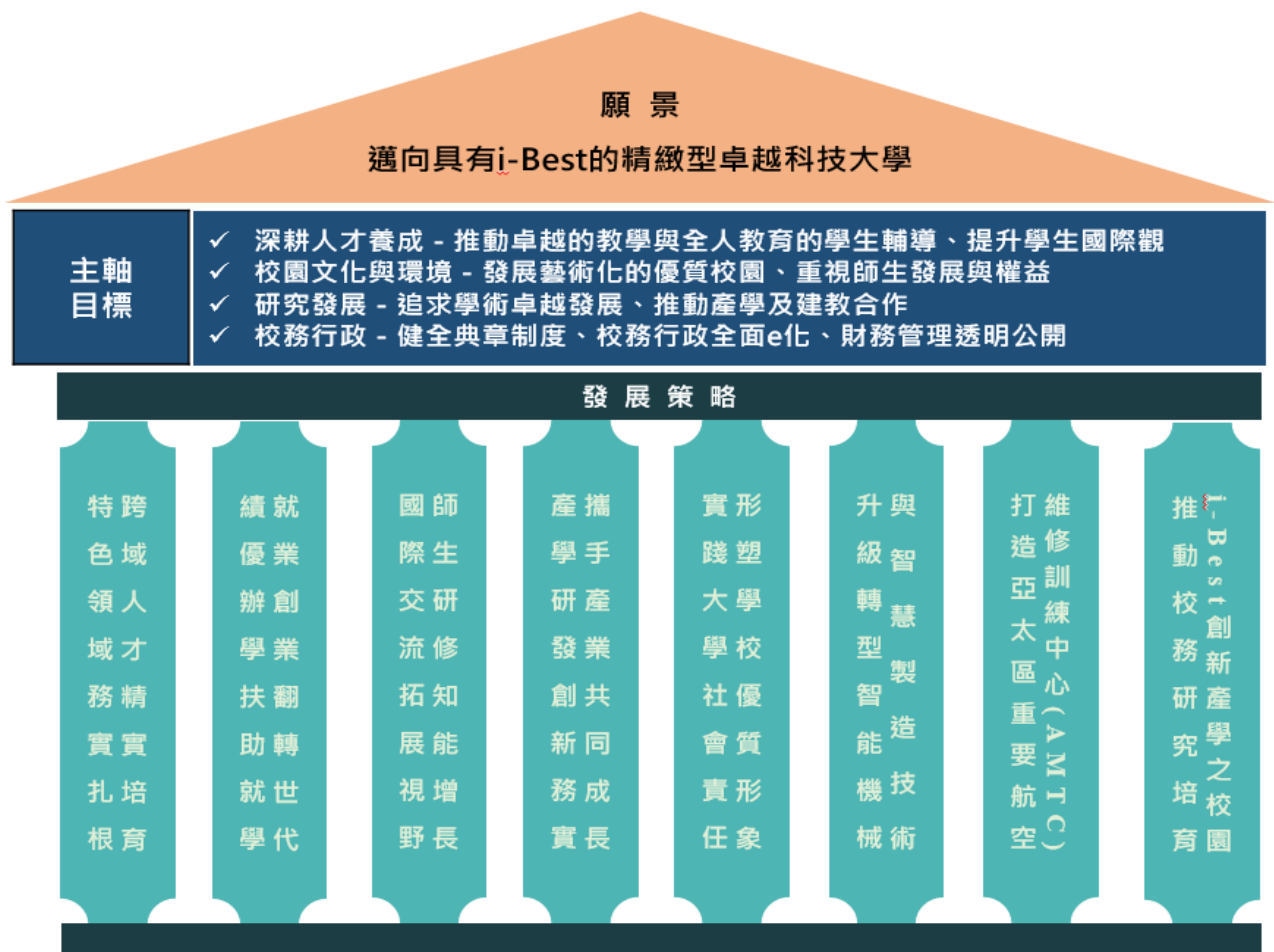 願 景
邁向具有i-Best的精緻型卓越科技大學
主軸
目標
✓ 深耕人才養成 - 推動卓越的教學與全人教育的學生輔導、提升學生國際觀
✓ 校園文化與環境 - 發展藝術化的優質校園、重視師生發展與權益
✓ 研究發展 - 追求學術卓越發展、推動產學及建教合作
✓ 校務行政 - 健全典章制度、校務行政全面e化、財務管理透明公開
發 展 策 略
特色領域務實扎根
跨域人才精實培育
績優辦學扶助就學
就業創業翻轉世代
國際交流拓展視野
師生研修知能增長
產學研發創新務實
攜手產業共同成長
實踐大學社會責任
形塑學校優質形象
升級轉型智能機械
與智慧製造技術
打造亞太區重要航空
維修訓練中心(AMTC)
推動校務研究培育
i-Best創新產學之校園